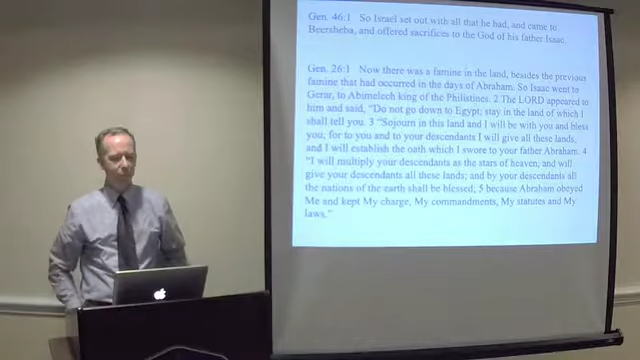 Gen. 46:1 So Israel set out with all that he had, and came to
Beersheba, and offered sacrifices to the God of his father Isaac.
Gen. 26:1 Now there was a famine in the land, besides the previous
famine that had occurred in the days of Abraham. So Isaac went to
Gerar, to Abimelech king of the Philistines. 2 The LORD appeared to
him and said, “Do not go down to Egypt; stay in the land of which I
shall tell you. 3 “Sojourn in this land and I will be with you and bless
you, for to you and to your descendants I will give all these lands,
and I will establish the oath which I swore to your father Abraham. 4
“I will multiply your descendants as the stars of heaven, and will
give your descendants all these lands; and by your descendants all
the nations of the earth shall be blessed; 5 because Abraham obeyed
Me and kept My charge, My commandments, My statutes and My
laws.”